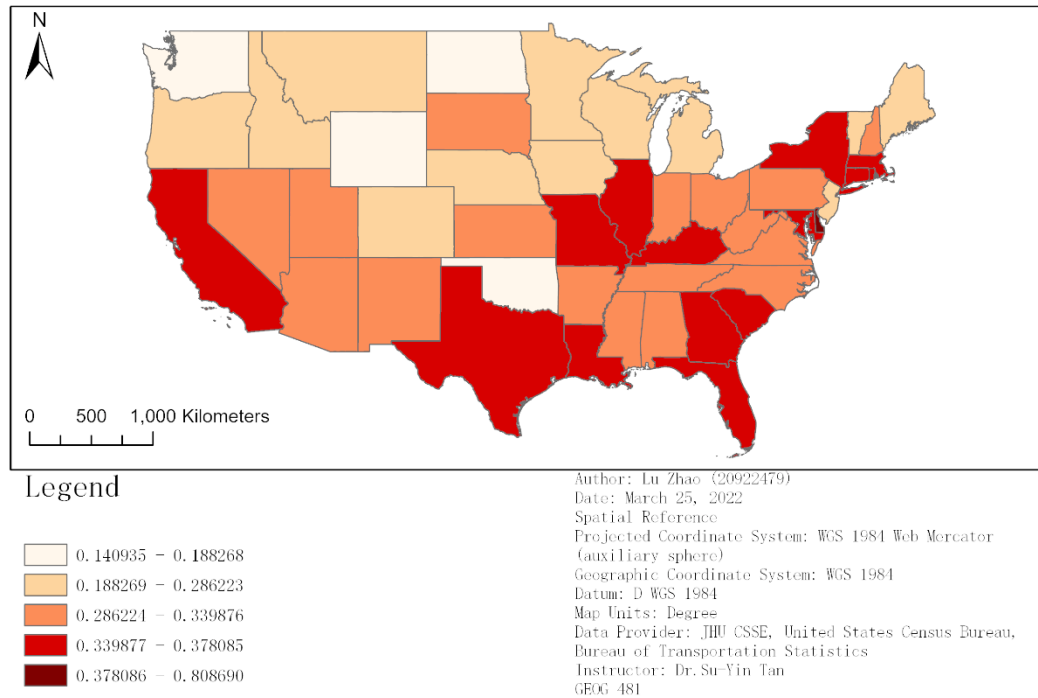 N
0 500 1,000 Kilometers
Legend
0.140935 - 0.188268
0.188269 - 0.286223
0.286224 - 0.339876
0.339877 - 0.378085
0.378086 - 0.808690
Author: Lu Zhao (20922479)
Date: March 25, 2022
Spatial Reference
Projected Coordinate System: WGS 1984 Web Mercator
(auxiliary sphere)
Geographic Coordinate System: WGS 1984
Datum: D WGS 1984
Map Units: Degree
Data Provider: JHU CSSE, United States Census Bureau,
Bureau of Transportation Statistics
Instructor: Dr.Su-Yin Tan
GEOG 481